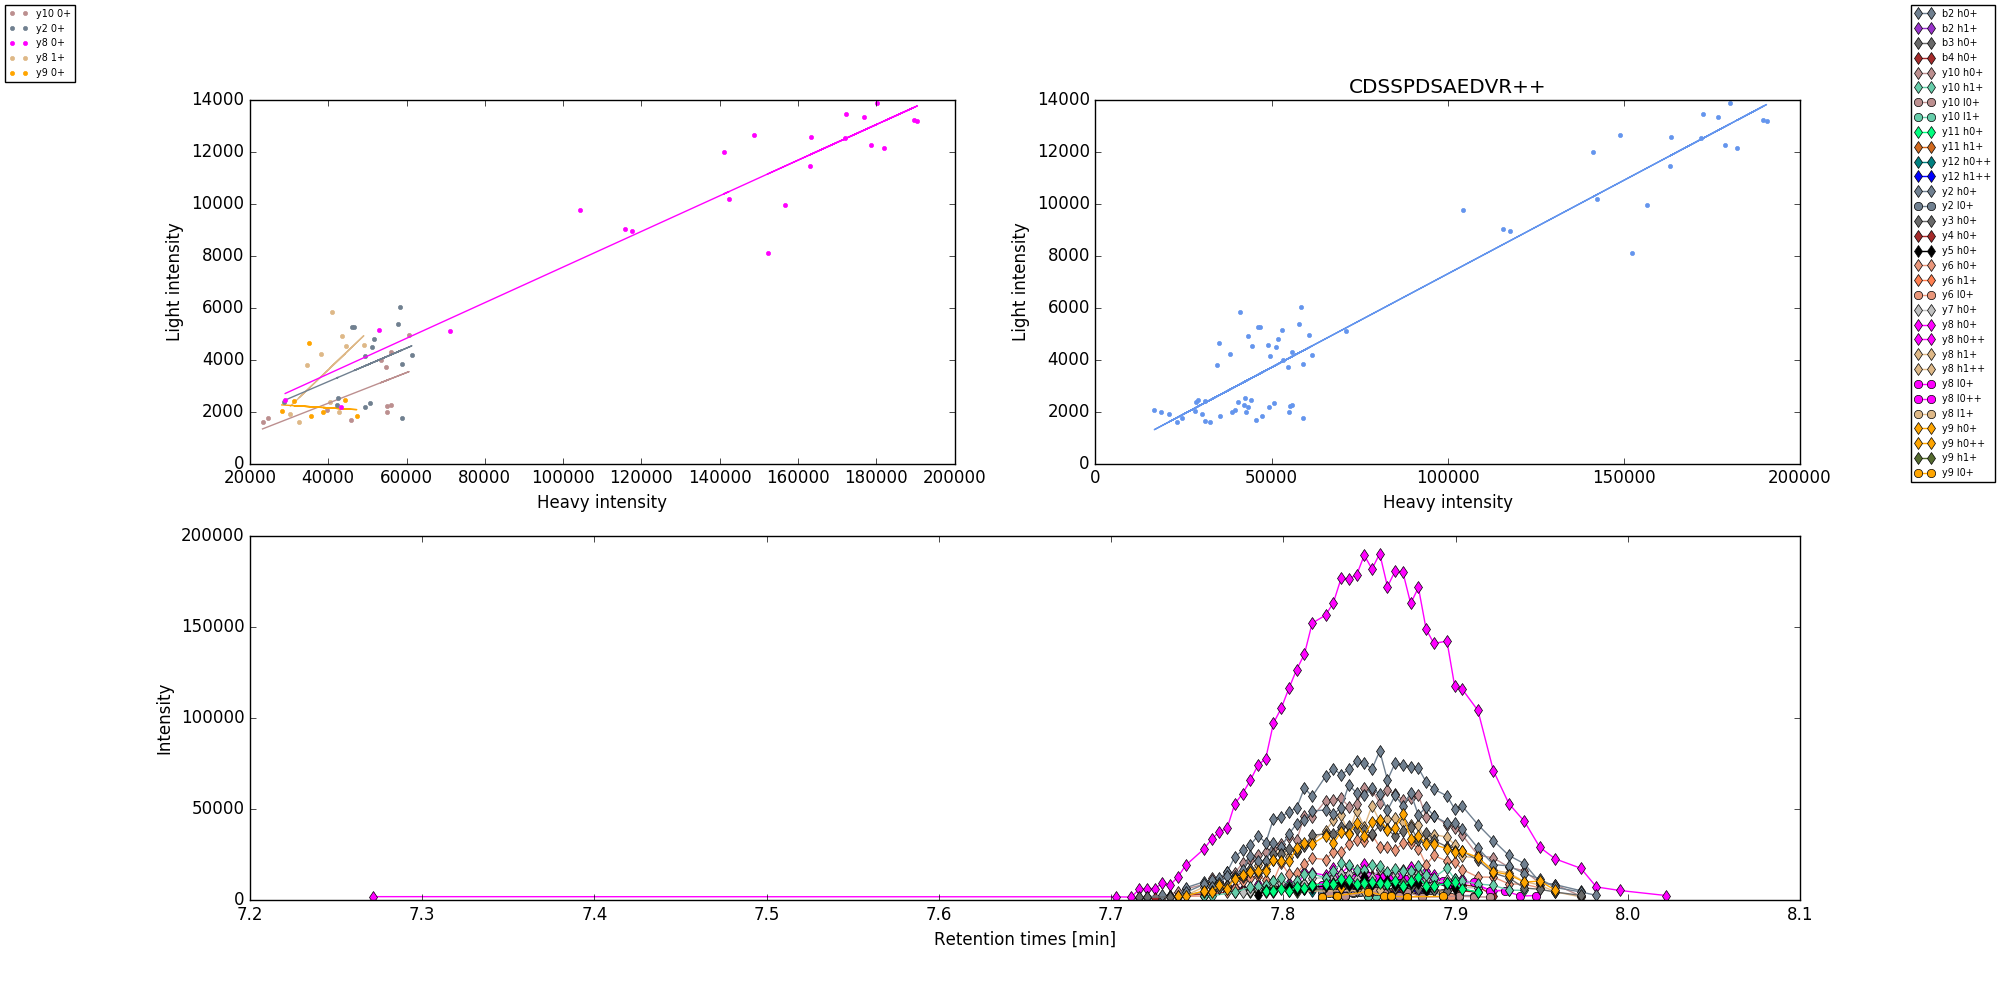 y10 0+
y2 0+
y8 0+
y8 1+
y9 0+
14000
12000
10000
8000
6000
4000
2000
0
Light intensity
20000 40000 60000 80000 100000 120000 140000 160000 180000 200000
Heavy intensity
CDSSPDSAEDVR++
14000
12000
10000
8000
6000
4000
2000
0
Light intensity
0 50000 100000 150000 200000
Heavy intensity
b2 h0+
b2 h1+
b3 h0+
b4 h0+
y10 h0+
y10 h1+
y10 l0+
y10 l1+
y11 h0+
y11 h1+
y12 h0++
y12 h1++
y2 h0+
y2 l0+
y3 h0+
y4 h0+
y5 h0+
y6 h0+
y6 h1+
y6 l0+
y7 h0+
y8 h0+
y8 h0++
y8 h1+
y8 h1++
y8 l0+
y8 l0++
y8 l1+
y9 h0+
y9 h0++
y9 h1+
y9 l0+
200000
150000
100000
50000
0
Intensity
7.2 7.3 7.4 7.5 7.6 7.7 7.8 7.9 8.0 8.1
Retention times [min]